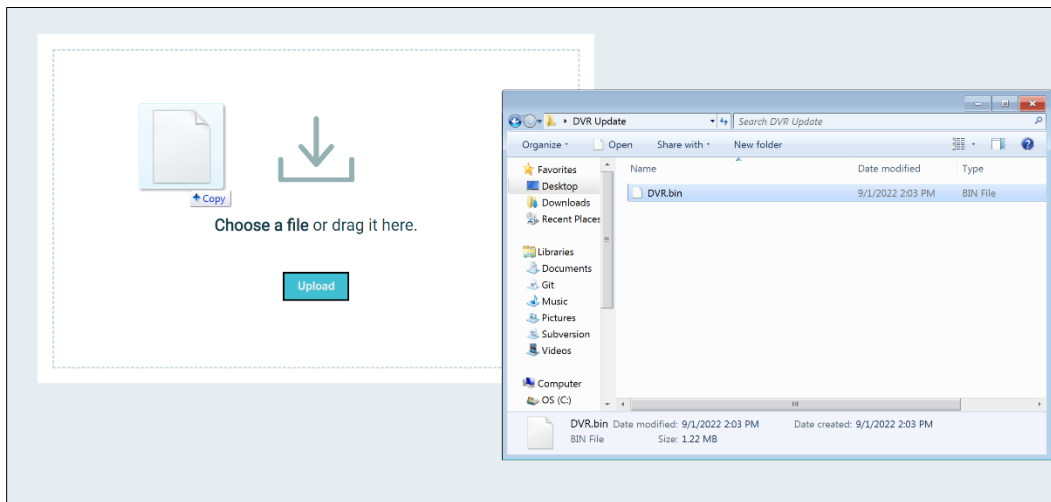 Copy
Choose a file or drag it here.
Upload
DVR Update
Search DVR Update
Organize
Open
Share with
New folder
Favorites
Desktop
Downloads
Recent Places
Libraries
Documents
Git
Music
Pictures
Subversion
Videos
Computer
OS (C:)
Name Date modified Type
DVR.bin 9/1/2022 2:03 PM BIN File
DVR.bin Date modified: 9/1/2022 2:03 PM Date created: 9/1/2022 2:03 PM
BIN File Size: 1.22 MB